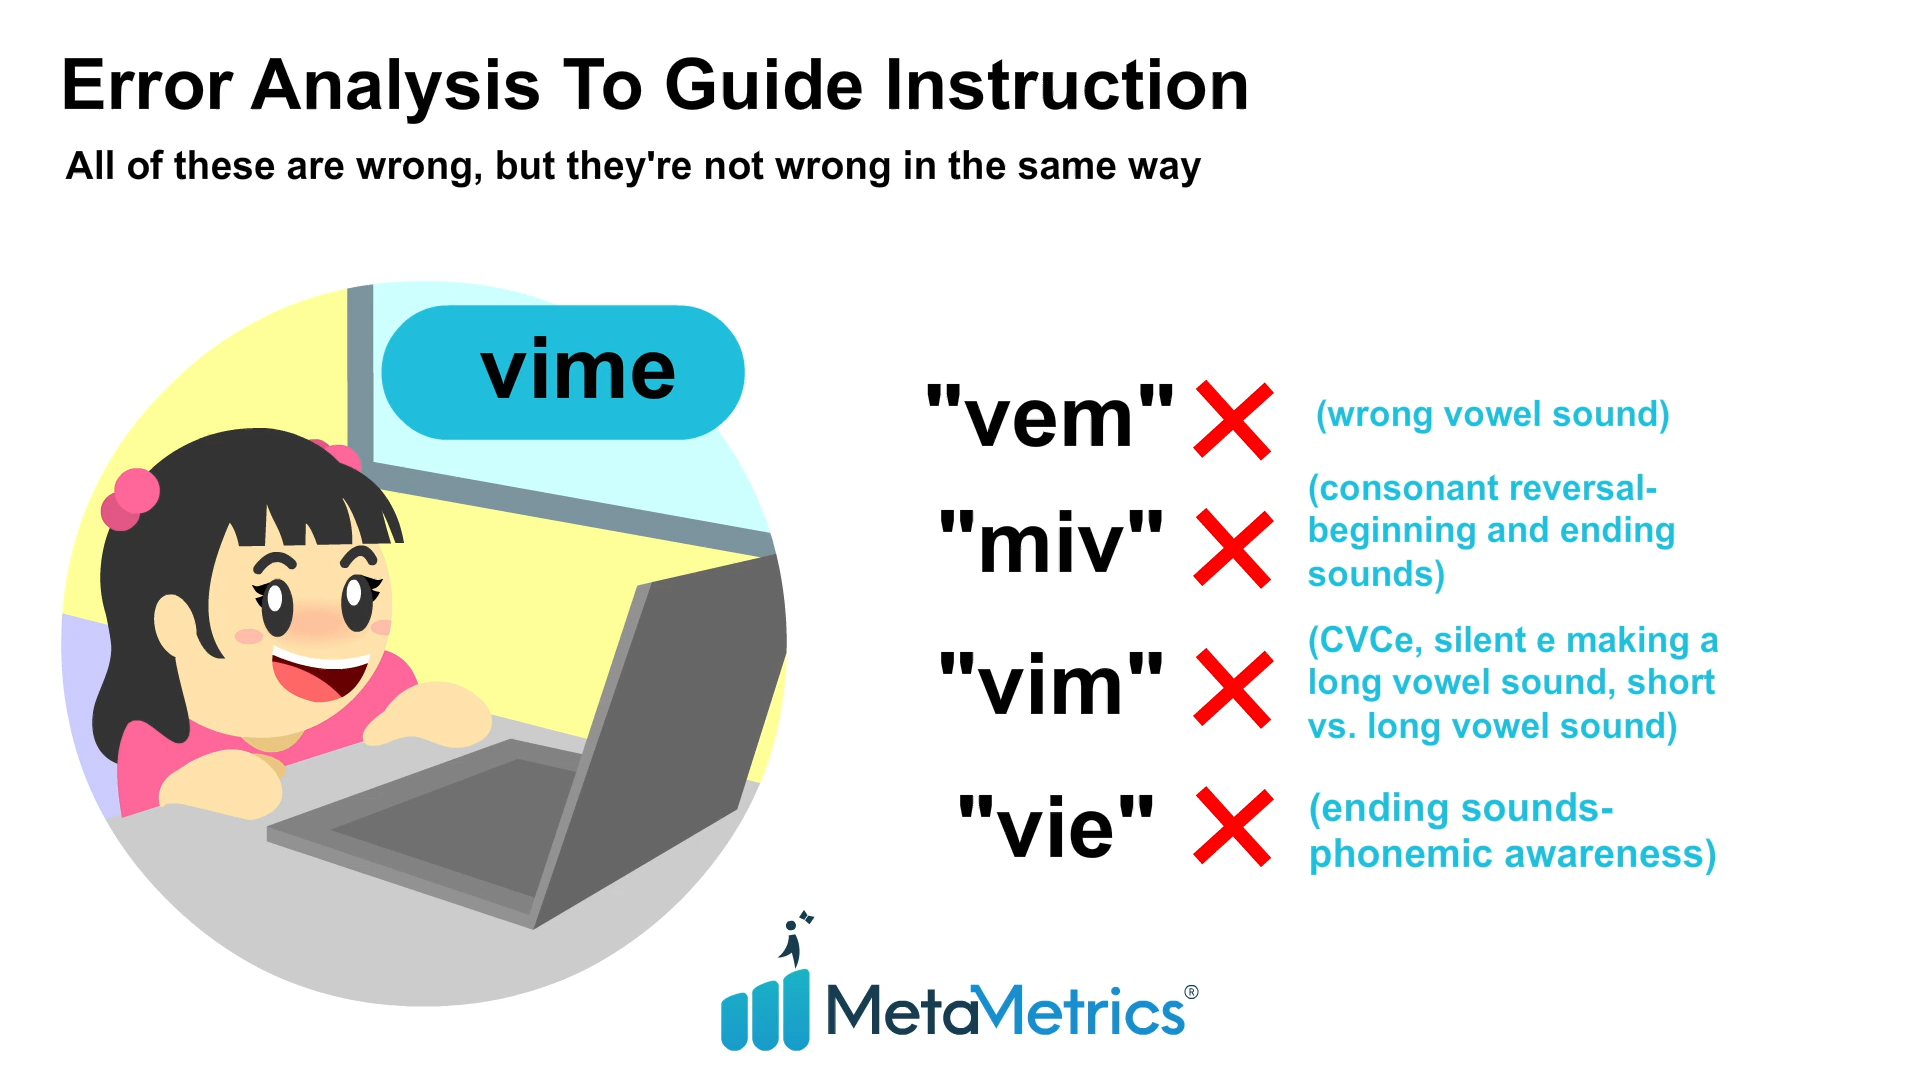 Error Analysis To Guide Instruction
All of these are wrong, but they're not wrong in the same way
vime
"vem"
(wrong vowel sound)
"miv"
(consonant reversal-
beginning and ending
sounds)
"vim"
(CVCe, silent e making a
long vowel sound, short
vs. long vowel sound)
"vie"
(ending sounds-
phonemic awareness)
MetaMetrics®